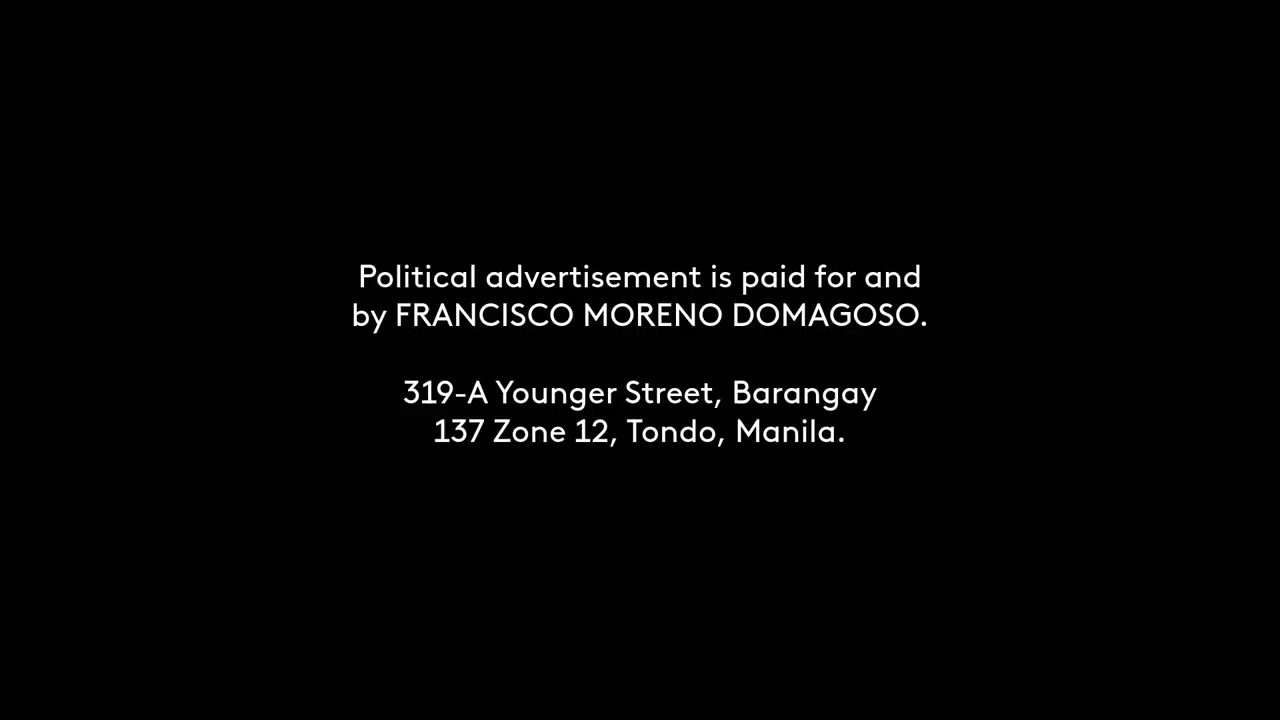 Political advertisement is paid for and
by FRANCISCO MORENO DOMAGOSO.
319-A Younger Street, Barangay
137 Zone 12, Tondo, Manila.